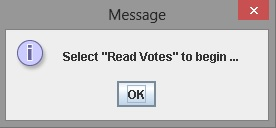 Message
Select "Read Votes" to begin ...
OK